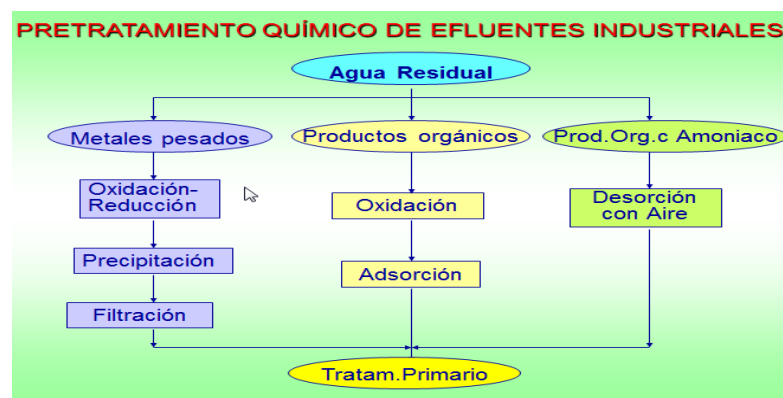 PRETRATAMIENTO QUÍMICO DE EFLUENTES INDUSTRIALES
Agua Residual
Metales pesados
Productos orgánicos
Prod.Org.c Amoniaco
Oxidación-
Reducción
Oxidación
Desorción
con Aire
Precipitación
Adsorción
Filtración
Tratam.Primario